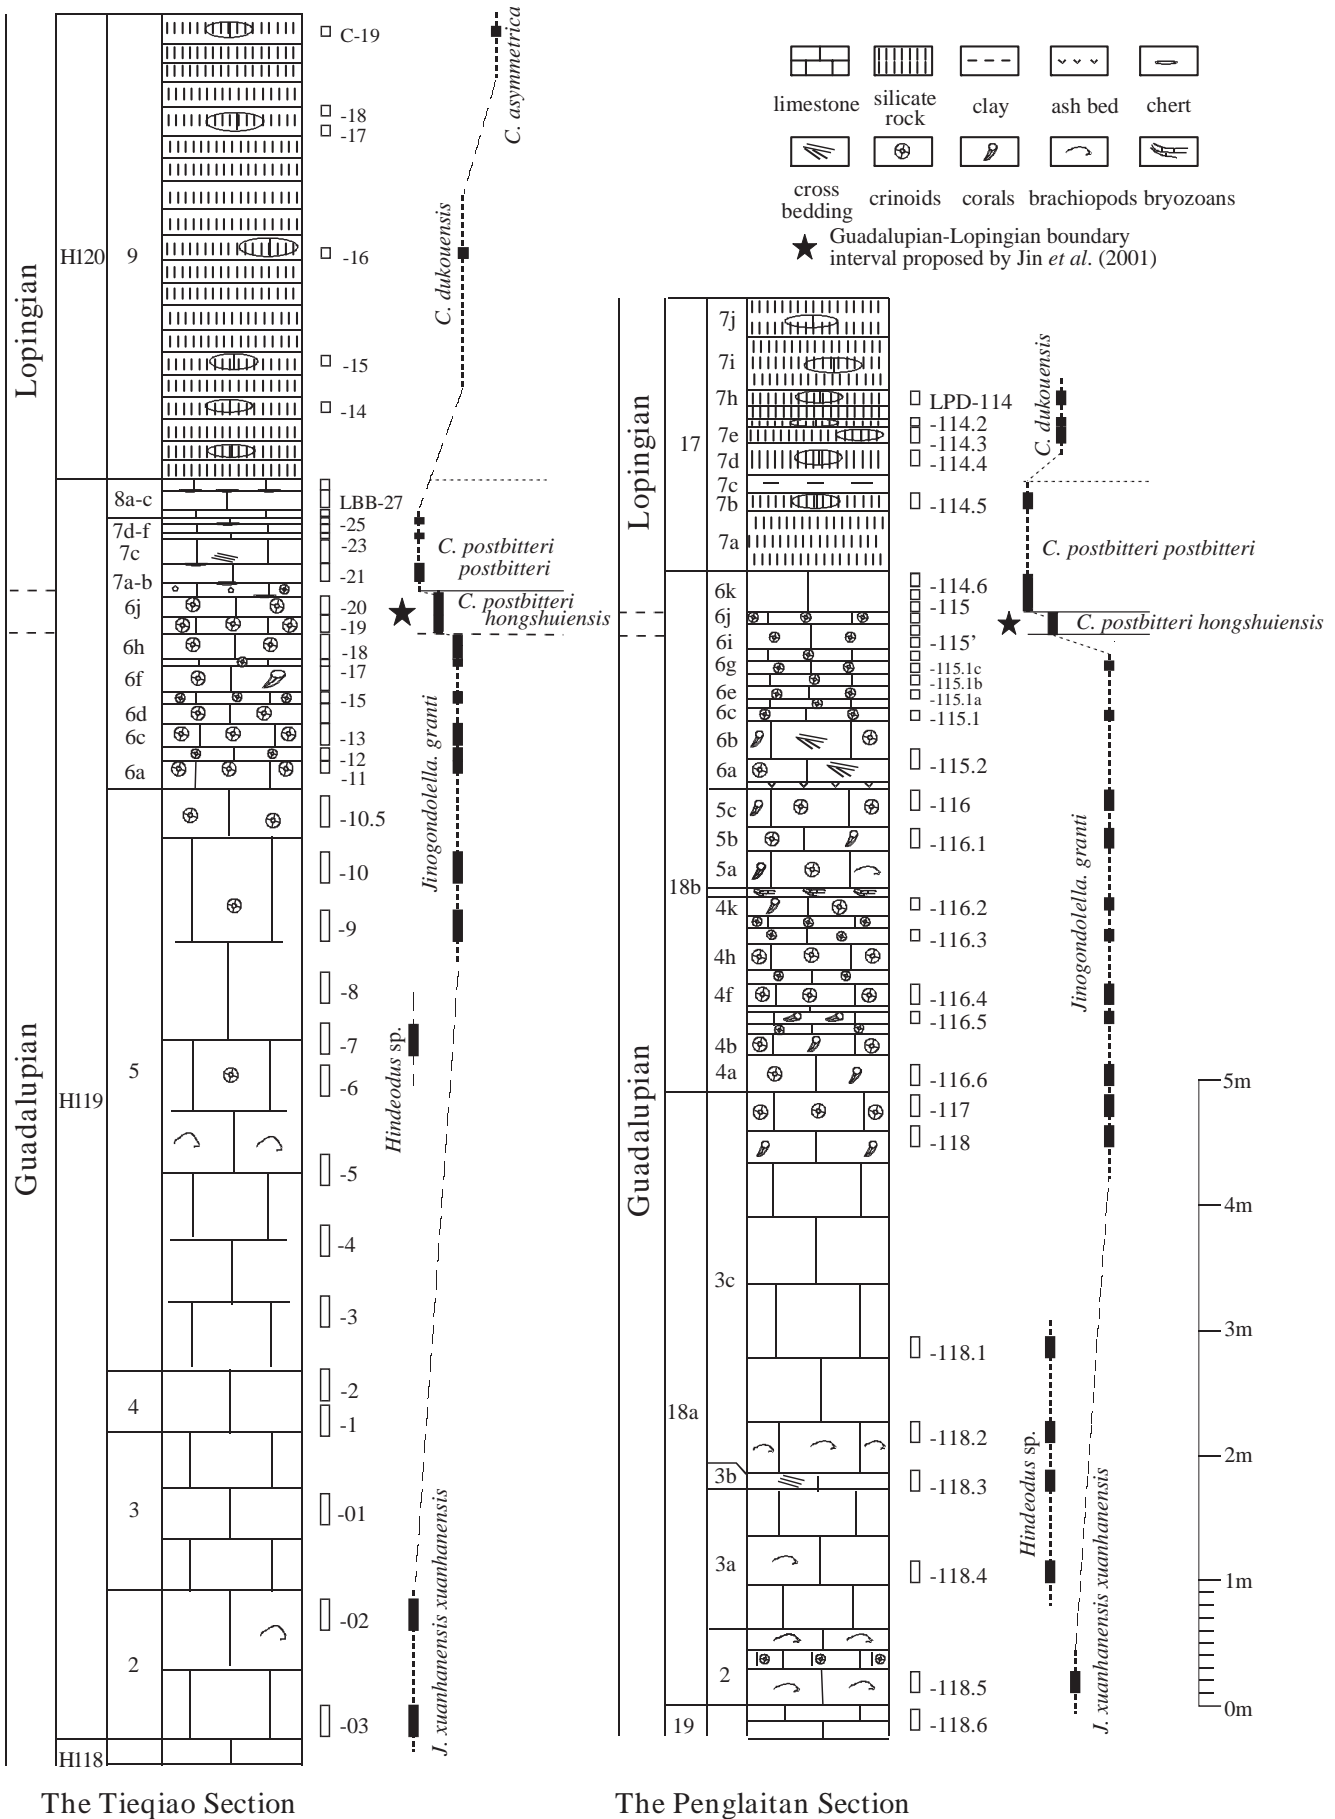 Lopingian
Guadalupian
H120
H119
H118
9
8a-c
7d-f
7c
7a-b
6j
6h
6f
6d
6c
6a
5
4
3
2
C-19
-18
-17
-16
-15
-14
LBB-27
-25
-23
-21
-20
-19
-18
-17
-15
-13
-12
-11
-10.5
-10
-9
-8
-7
-6
-5
-4
-3
-2
-1
-01
-02
-03
C. asymmetrica
C. dukouensis
C. postbitteri
postbitteri
C. postbitteri
hongshuiensis
Jinogondolella. granti
Hindeodus sp.
J. xuanhanensis xuanhanensis
The Tieqiao Section
limestone
silicate
rock
clay
ash bed
chert
cross
bedding
crinoids
corals
brachiopods
bryozoans
Guadalupian-Lopingian boundary
interval proposed by Jin et al. (2001)
Lopingian
Guadalupian
17
18b
18a
19
7j
7i
7h
7e
7d
7c
7b
7a
6k
6j
6i
6g
6e
6c
6b
6a
5c
5b
5a
4k
4h
4f
4b
4a
3c
3b
3a
2
LPD-114
-114.2
-114.3
-114.4
-114.5
-114.6
-115
-115’
-115.1c
-115.1b
-115.1a
-115.1
-115.2
-116
-116.1
-116.2
-116.3
-116.4
-116.5
-116.6
-117
-118
-118.1
-118.2
-118.3
-118.4
-118.5
-118.6
C. dukouensis
C. postbitteri postbitteri
C. postbitteri hongshuiensis
Jinogondolella. granti
Hindeodus sp.
J. xuanhanensis xuanhanensis
5m
4m
3m
2m
1m
0m
The Penglaitan Section